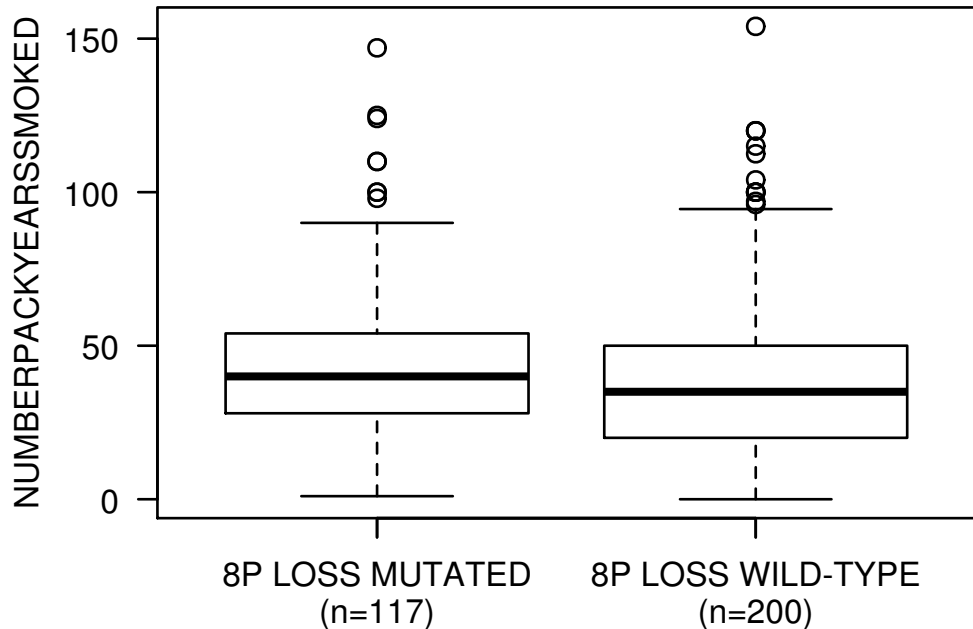 NUMBERPACKYEARSSMOKED
150
100
50
0
8P LOSS MUTATED
(n=117)
8P LOSS WILD-TYPE
(n=200)